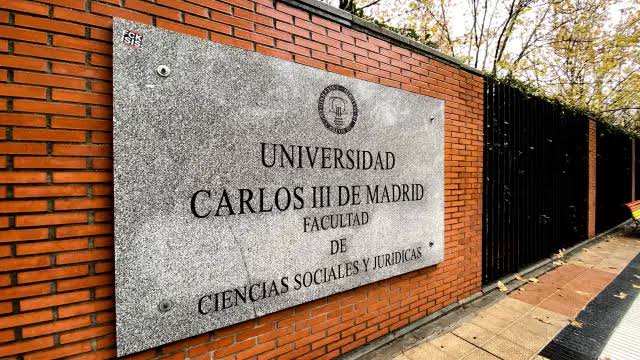 UNIVERSIDAD
CARLOS III DE MADRID
FACULTAD
DE
CIENCIAS SOCIALES Y JURIDICAS